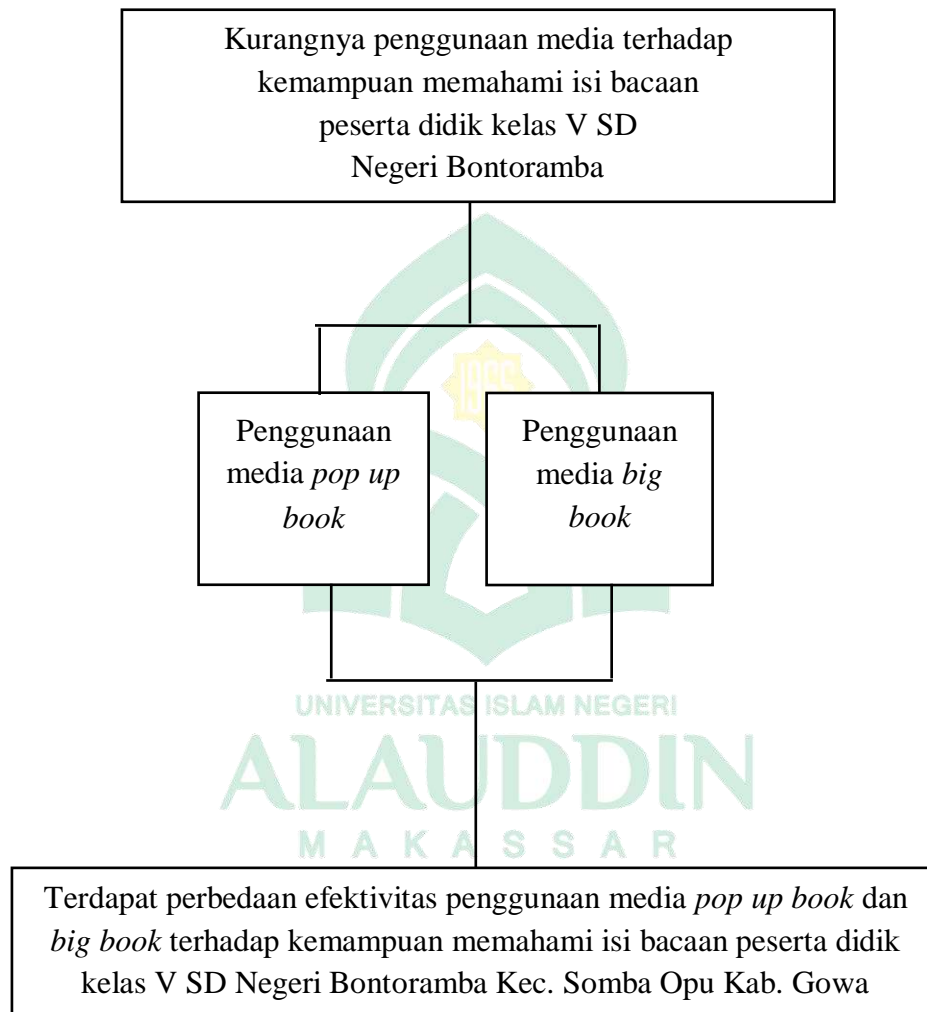 Kurangnya penggunaan media terhadap
kemampuan memahami isi bacaan
peserta didik kelas V SD
Negeri Bontoramba
1965
Penggunaan
media pop up
book
Penggunaan
media big
book
UNIVERSITAS ISLAM NEGERI
ALAUDDIN
MAKASSAR
Terdapat perbedaan efektivitas penggunaan media pop up book dan
big book terhadap kemampuan memahami isi bacaan peserta didik
kelas V SD Negeri Bontoramba Kec. Somba Opu Kab. Gowa